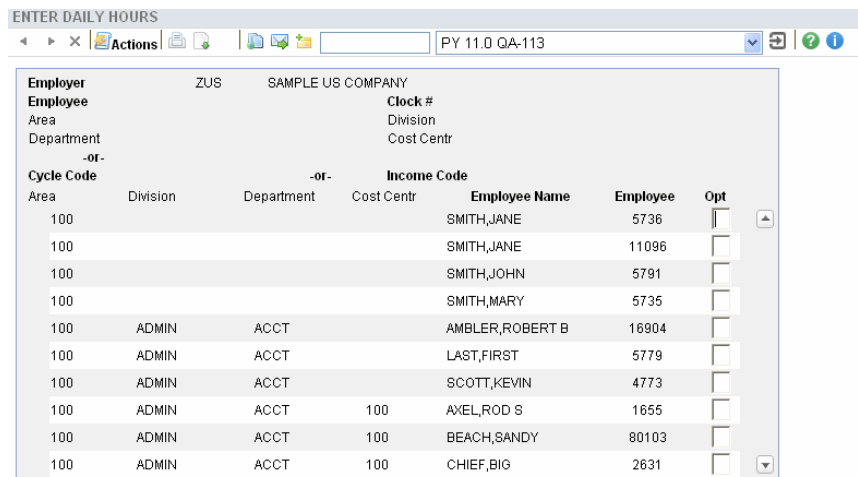 ENTER DAILY HOURS
Actions PY 11.0 QA-113
Employer ZUS SAMPLE US COMPANY
Employee Clock #
Area Division
Department Cost Centr
-or-
Cycle Code -or- Income Code
Area Division Department Cost Centr Employee Name Employee Opt
100 SMITH,JANE 5736
100 SMITH,JANE 11096
100 SMITH,JOHN 5791
100 SMITH,MARY 5735
100 ADMIN ACCT AMBLER,ROBERT B 16904
100 ADMIN ACCT LAST,FIRST 5779
100 ADMIN ACCT SCOTT,KEVIN 4773
100 ADMIN ACCT 100 AXEL,ROD S 1655
100 ADMIN ACCT 100 BEACH,SANDY 80103
100 ADMIN ACCT 100 CHIEF,BIG 2631